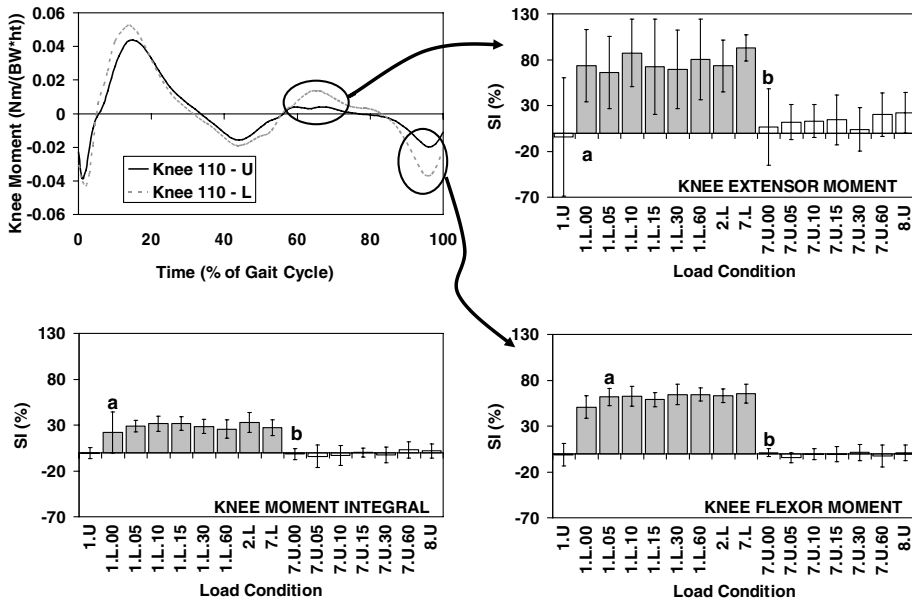 Knee Moment (Nm/(BW*ht))
0.06
0.04
0.02
0
-0.02
-0.04
-0.06
Knee 110 - U
Knee 110 - L
0 20 40 60 80 100
Time (% of Gait Cycle)
SI (%)
130
80
30
-20
-70
a
b
KNEE EXTENSOR MOMENT
1.U
1.L.00
1.L.05
1.L.10
1.L.15
1.L.30
1.L.60
2.L
7.L
7.U.00
7.U.05
7.U.10
7.U.15
7.U.30
7.U.60
8.U
Load Condition
SI (%)
130
80
30
-20
-70
a
b
KNEE MOMENT INTEGRAL
1.U
1.L.00
1.L.05
1.L.10
1.L.15
1.L.30
1.L.60
2.L
7.L
7.U.00
7.U.05
7.U.10
7.U.15
7.U.30
7.U.60
8.U
Load Condition
SI (%)
130
80
30
-20
-70
a
b
KNEE FLEXOR MOMENT
1.U
1.L.00
1.L.05
1.L.10
1.L.15
1.L.30
1.L.60
2.L
7.L
7.U.00
7.U.05
7.U.10
7.U.15
7.U.30
7.U.60
8.U
Load Condition